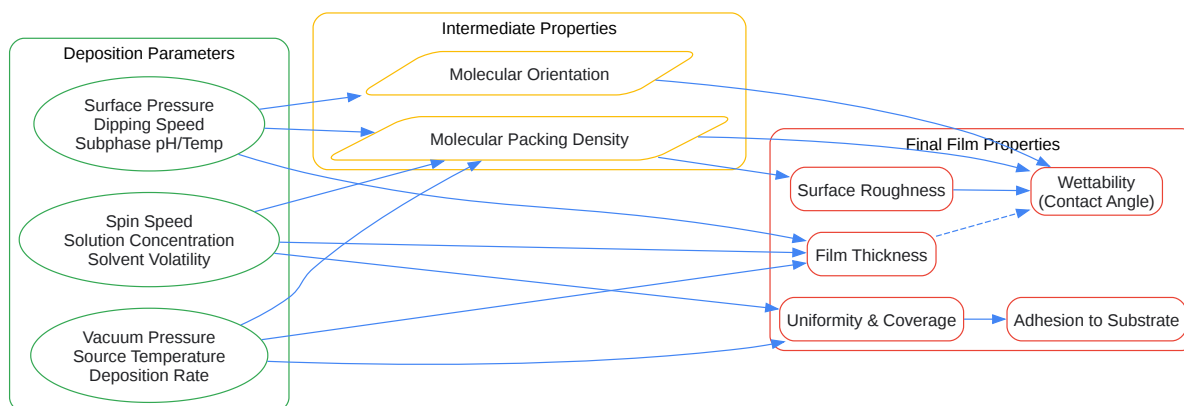 Deposition Parameters
Surface Pressure
Dipping Speed
Subphase pH/Temp
Spin Speed
Solution Concentration
Solvent Volatility
Vacuum Pressure
Source Temperature
Deposition Rate
Intermediate Properties
Molecular Orientation
Molecular Packing Density
Final Film Properties
Surface Roughness
Wettability
(Contact Angle)
Film Thickness
Uniformity & Coverage
Adhesion to Substrate